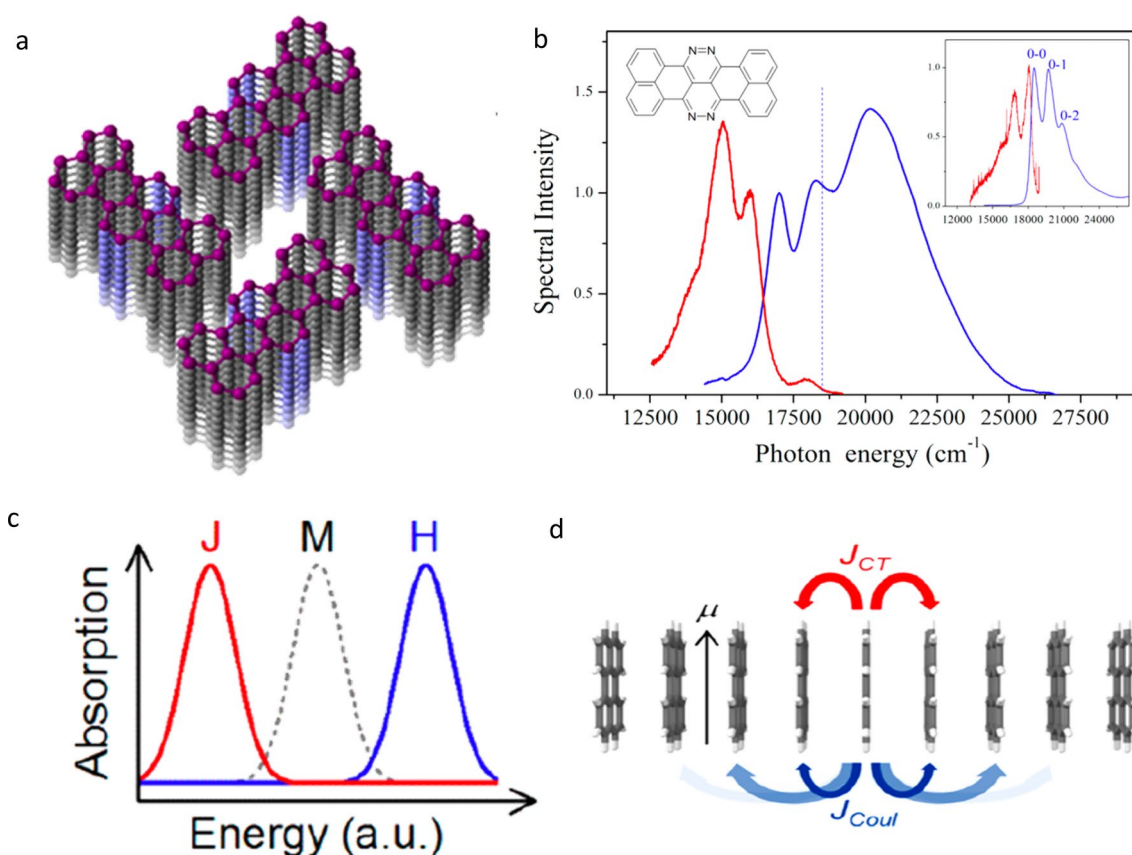 a
b
N=N
N=N
0-0
0-1
0-2
1.0
0.5
0.0
12000 15000 18000 21000 24000
1.5
1.0
0.5
0.0
Spectral Intensity
12500 15000 17500 20000 22500 25000 27500
Photon energy (cm⁻¹)
c
J M H
Absorption
Energy (a.u.)
d
J_CT
μ
J_Coul